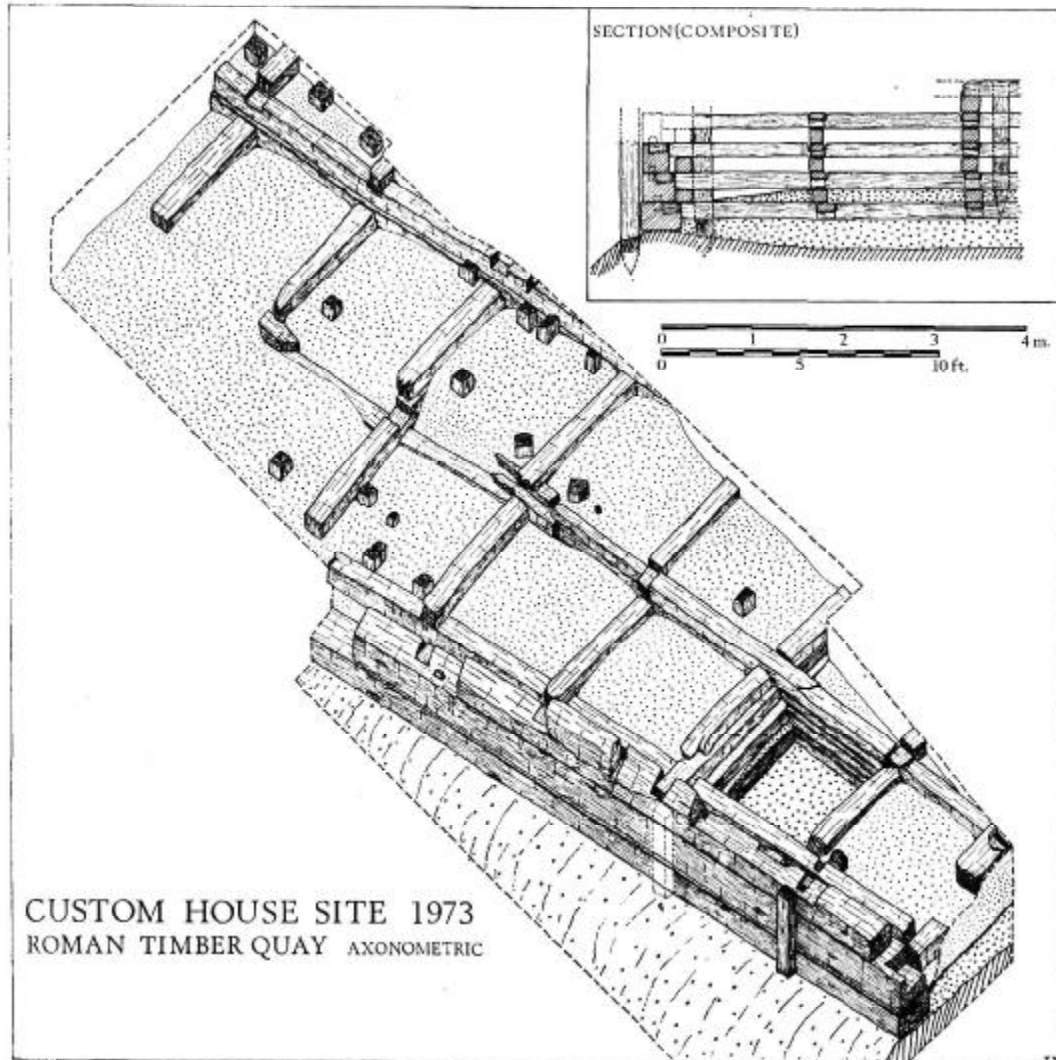 SECTION (COMPOSITE)
0 1 2 3 4 m.
0 5 10 ft.
CUSTOM HOUSE SITE 1973
ROMAN TIMBER QUAY AXONOMETRIC